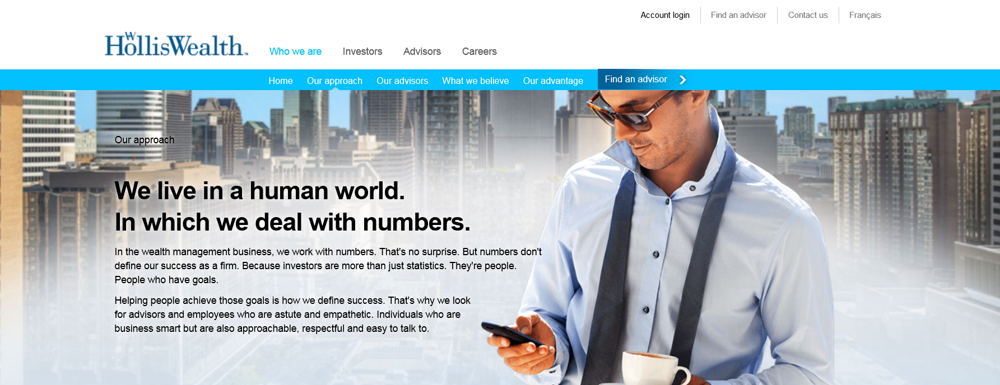 Account login
Find an advisor
Contact us
Français
HollisWealth™
Who we are
Investors
Advisors
Careers
Home
Our approach
Our advisors
What we believe
Our advantage
Find an advisor
Our approach
We live in a human world.
In which we deal with numbers.
In the wealth management business, we work with numbers. That's no surprise. But numbers don't
define our success as a firm. Because investors are more than just statistics. They're people.
People who have goals.
Helping people achieve those goals is how we define success. That's why we look
for advisors and employees who are astute and empathetic. Individuals who are
business smart but are also approachable, respectful and easy to talk to.